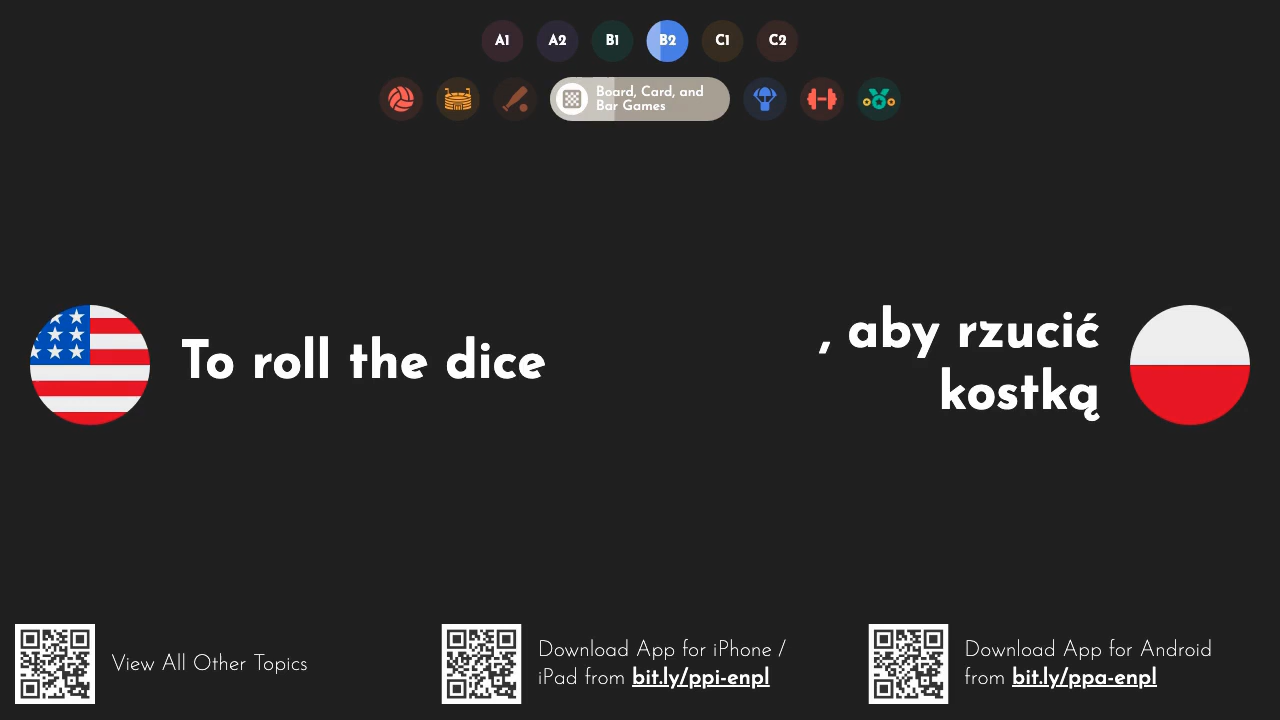 A1 A2 B1 B2 C1 C2
Board, Card, and
Bar Games
To roll the dice
, aby rzucić
kostką
View All Other Topics
Download App for iPhone /
iPad from bit.ly/ppi-enpl
Download App for Android
from bit.ly/ppa-enpl